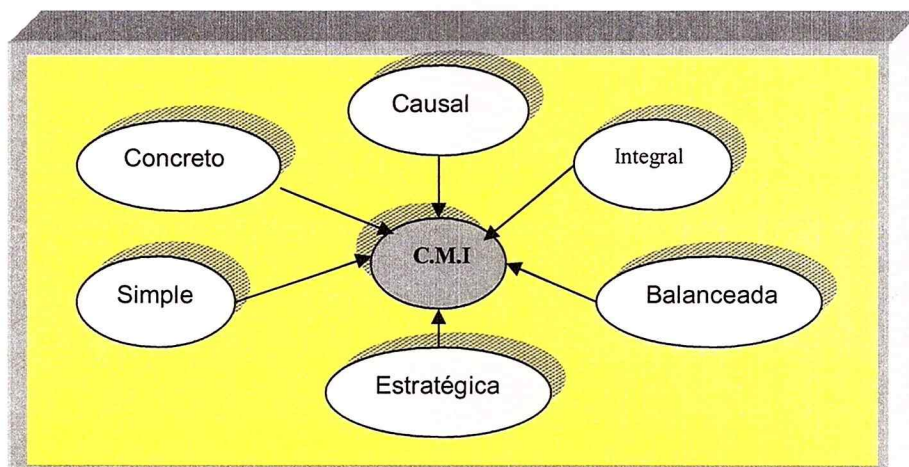 Causal
Concreto
Integral
C.M.I
Simple
Balanceada
Estratégica